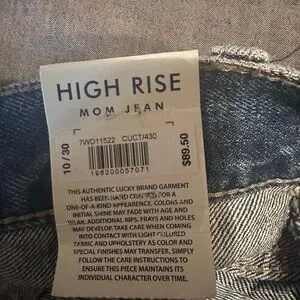 HIGH RISE
MOM JEAN
7WD11522 CUCT/430
10 / 30
196200057071
$89.50
THIS AUTHENTIC LUCKY BRAND GARMENT
HAS BEEN HAND CRAFTED FOR A
ONE-OF-A-KIND APPEARENCE. COLORS AND
INITIAL SHINE MAY FADE WITH AGE AND
WEAR. ADDITIONAL RIPS, FRAYS AND HOLES
MAY DEVELOP. TAKE CARE WHEN COMING
INTO CONTACT WITH LIGHT COLORED
FABRIC AND UPHOLSTERY AS COLOR AND
SPECIAL FINISHES MAY TRANSFER. SIMPLY
FOLLOW THE CARE INSTRUCTIONS TO
ENSURE THIS PIECE MAINTAINS ITS
INDIVIDUAL CHARACTER OVER TIME.